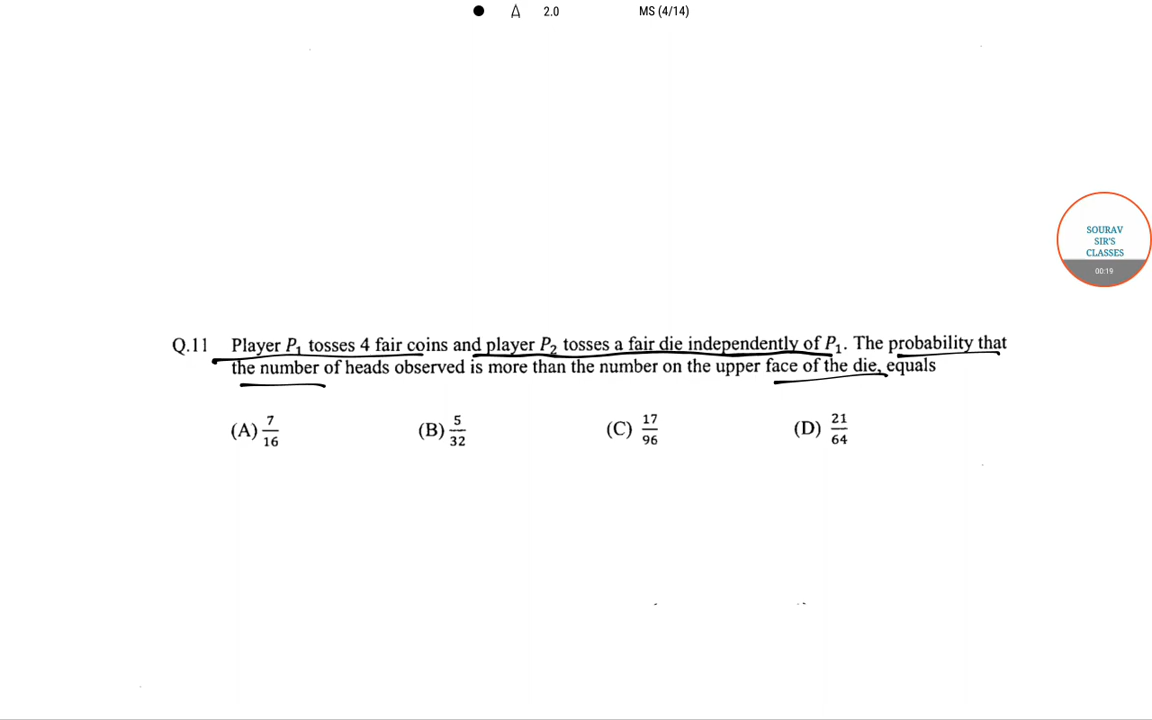 2.0 MS (4/14)
SOURAV
SIR'S
CLASSES
00:19
Q.11 Player P₁ tosses 4 fair coins and player P₂ tosses a fair die independently of P₁. The probability that
the number of heads observed is more than the number on the upper face of the die, equals
(A) 7/16 (B) 5/32 (C) 17/96 (D) 21/64